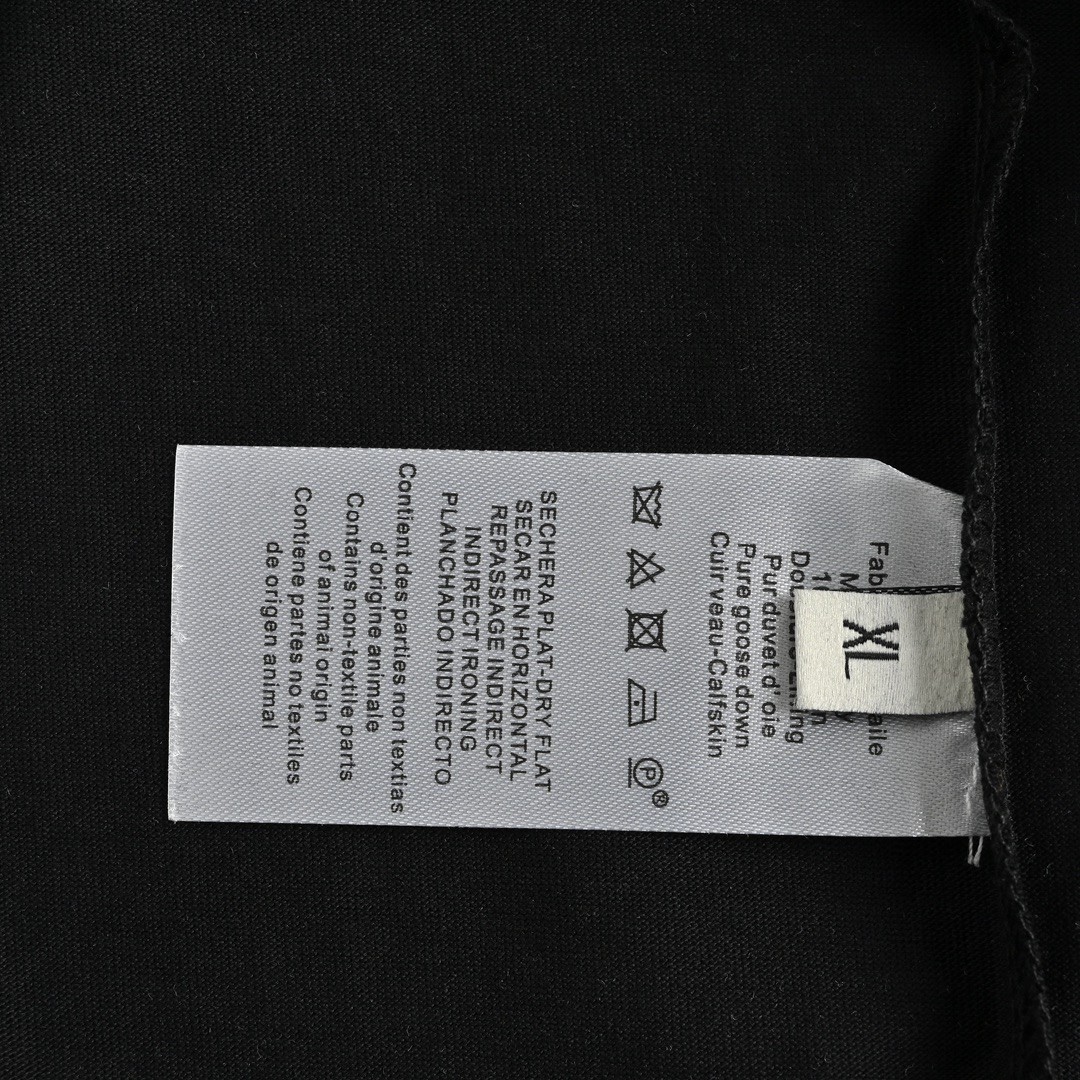 XL
Pur duvet d' oie
Pure goose down
Cuir veau-Calfskin
P®
SECHER A PLAT-DRY FLAT
SECAR EN HORIZONTAL
REPASSAGE INDIRECT
INDIRECT IRONING
PLANCHADO INDIRECTO
Contient des parties non textias
d'origine animale
Contains non-textile parts
of animai origin
Contiene partes no textiles
de origen animal